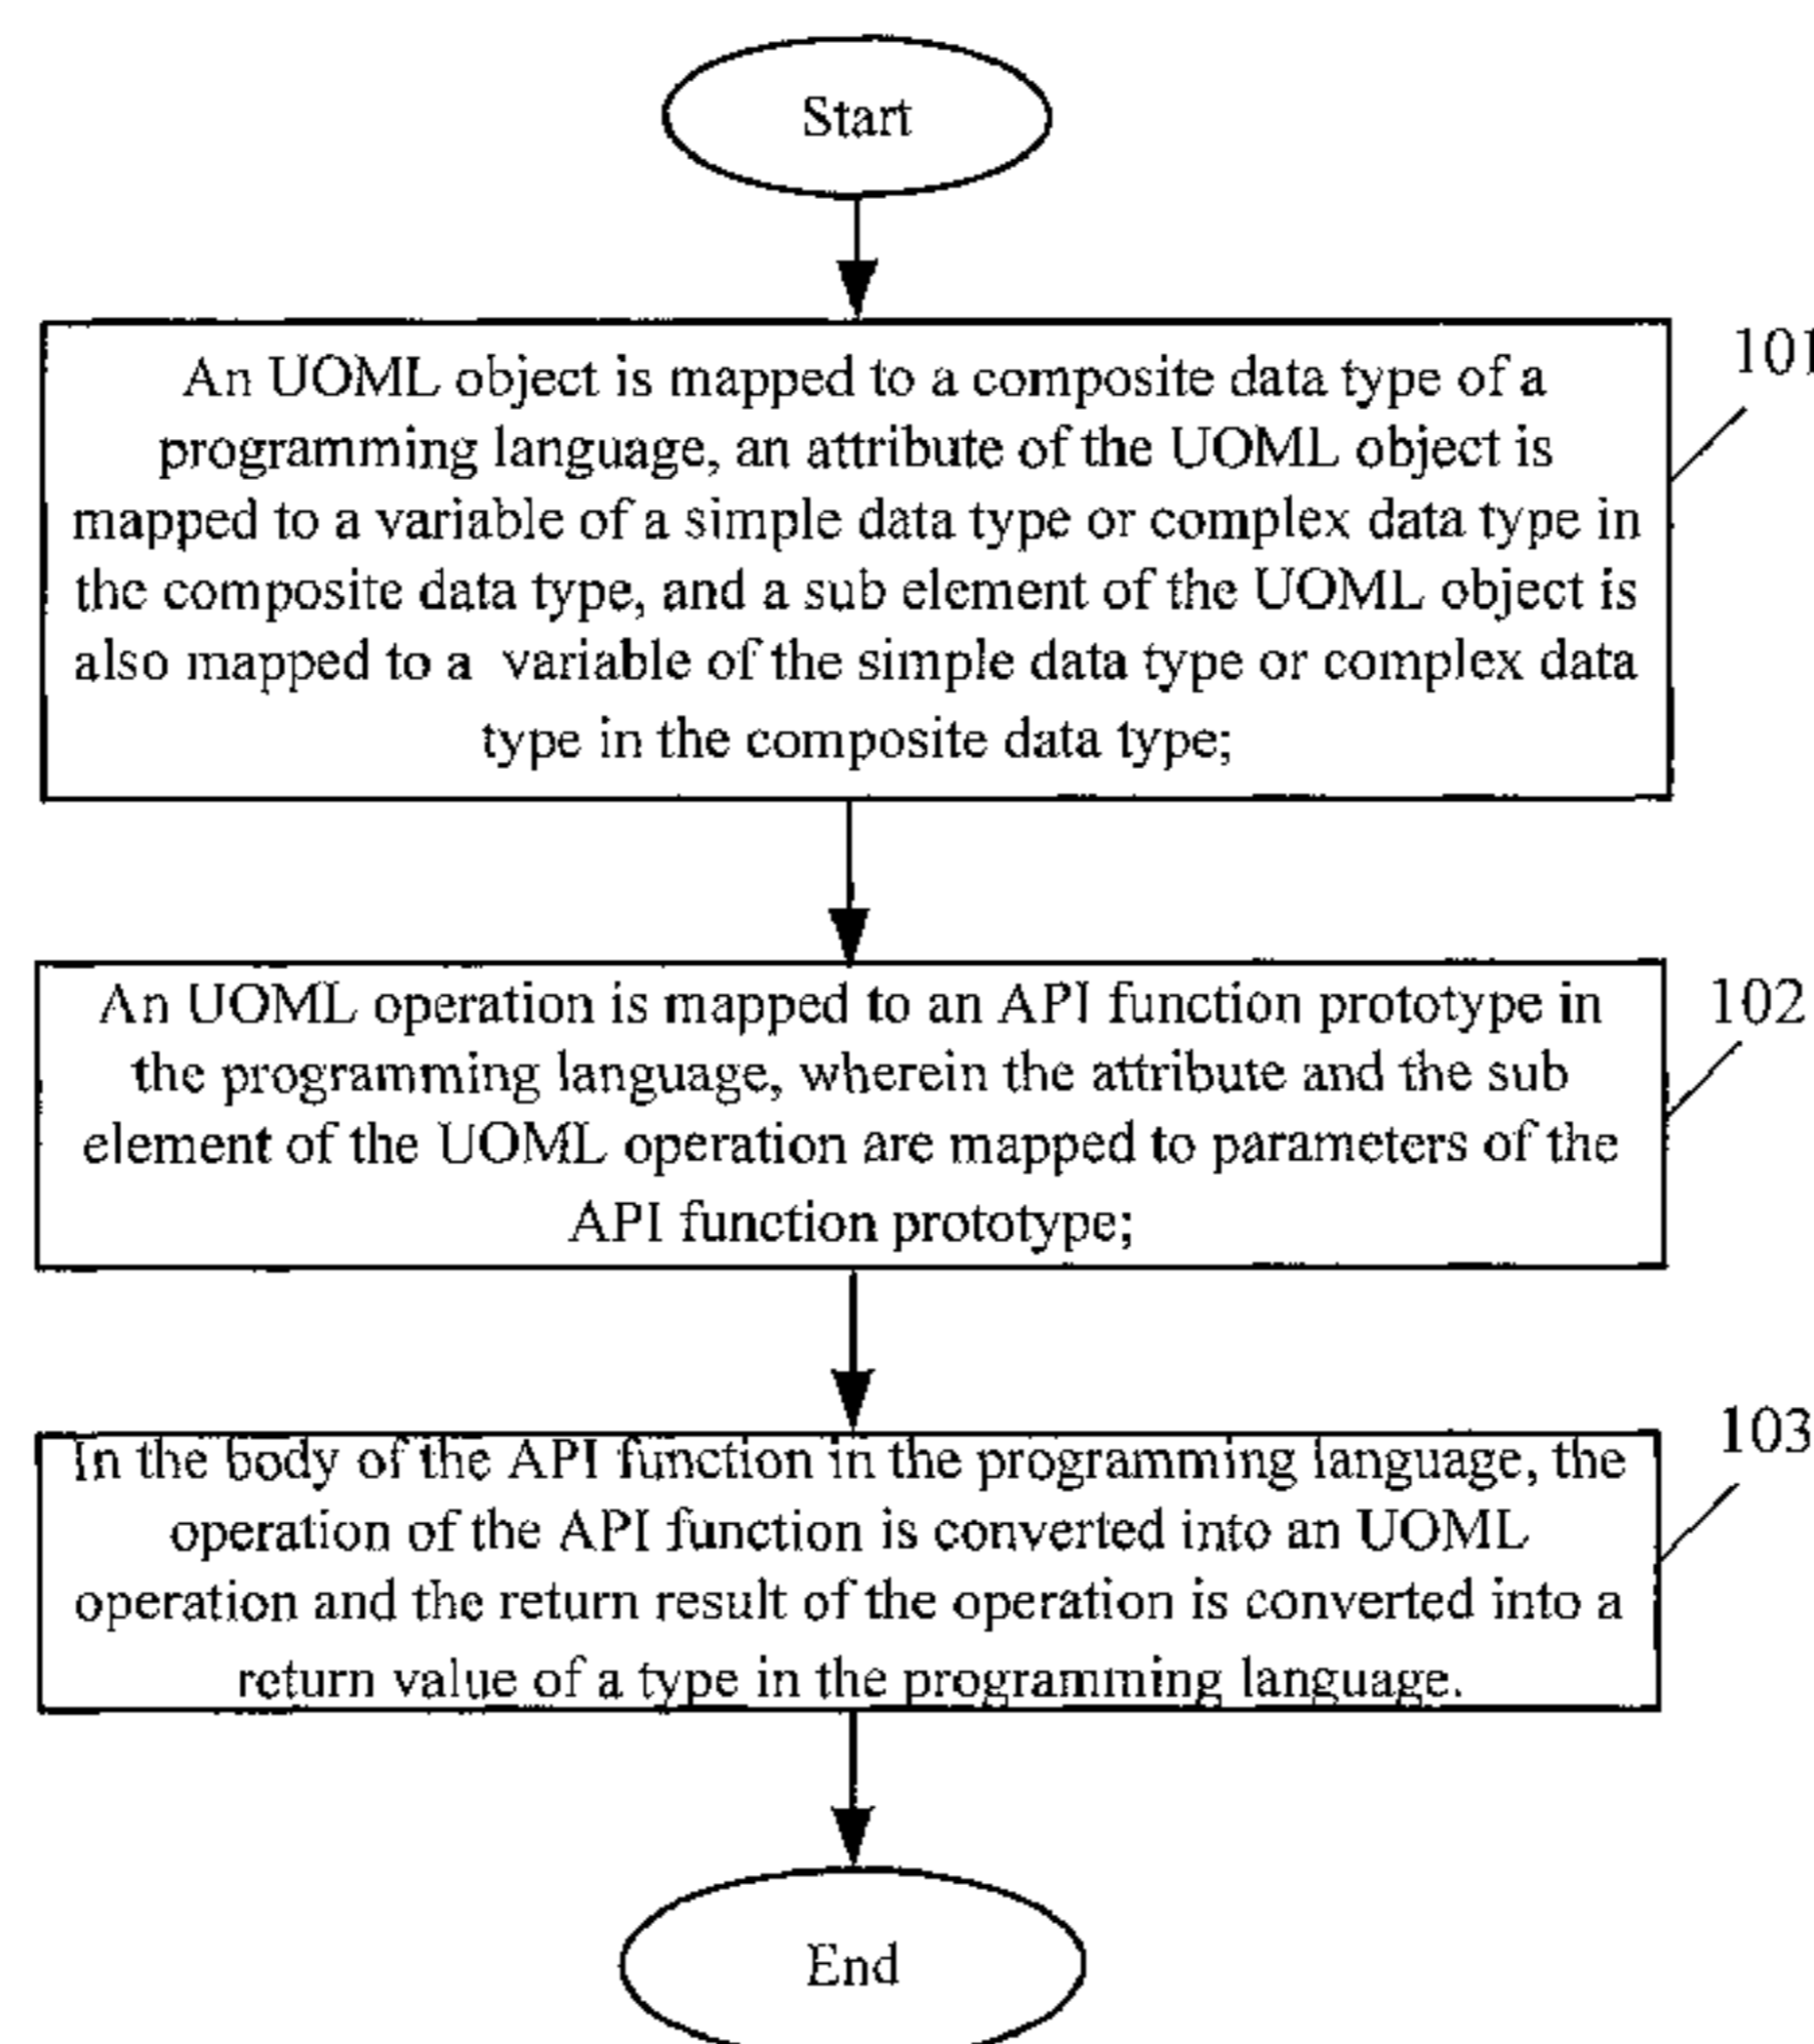 Start
101
An UOML object is mapped to a composite data type of a
programming language, an attribute of the UOML object is
mapped to a variable of a simple data type or complex data type in
the composite data type, and a sub element of the UOML object is
also mapped to a variable of the simple data type or complex data
type in the composite data type;
102
An UOML operation is mapped to an API function prototype in
the programming language, wherein the attribute and the sub
element of the UOML operation are mapped to parameters of the
API function prototype;
103
In the body of the API function in the programming language, the
operation of the API function is converted into an UOML
operation and the return result of the operation is converted into a
return value of a type in the programming language.
End